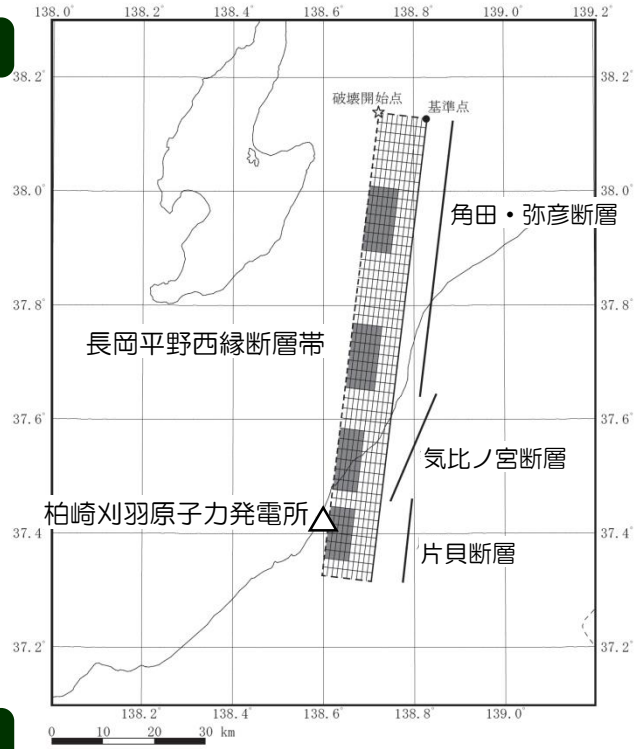 138.0° 138.2° 138.4° 138.6° 138.8° 139.0° 139.2°
38.2° 38.2°
破壊開始点
基準点
38.0° 38.0°
角田・弥彦断層
37.8° 37.8°
長岡平野西縁断層帯
37.6° 37.6°
気比ノ宮断層
柏崎刈羽原子力発電所
37.4° 37.4°
片貝断層
37.2° 37.2°
138.2° 138.4° 138.6° 138.8° 139.0°
0 10 20 30 km